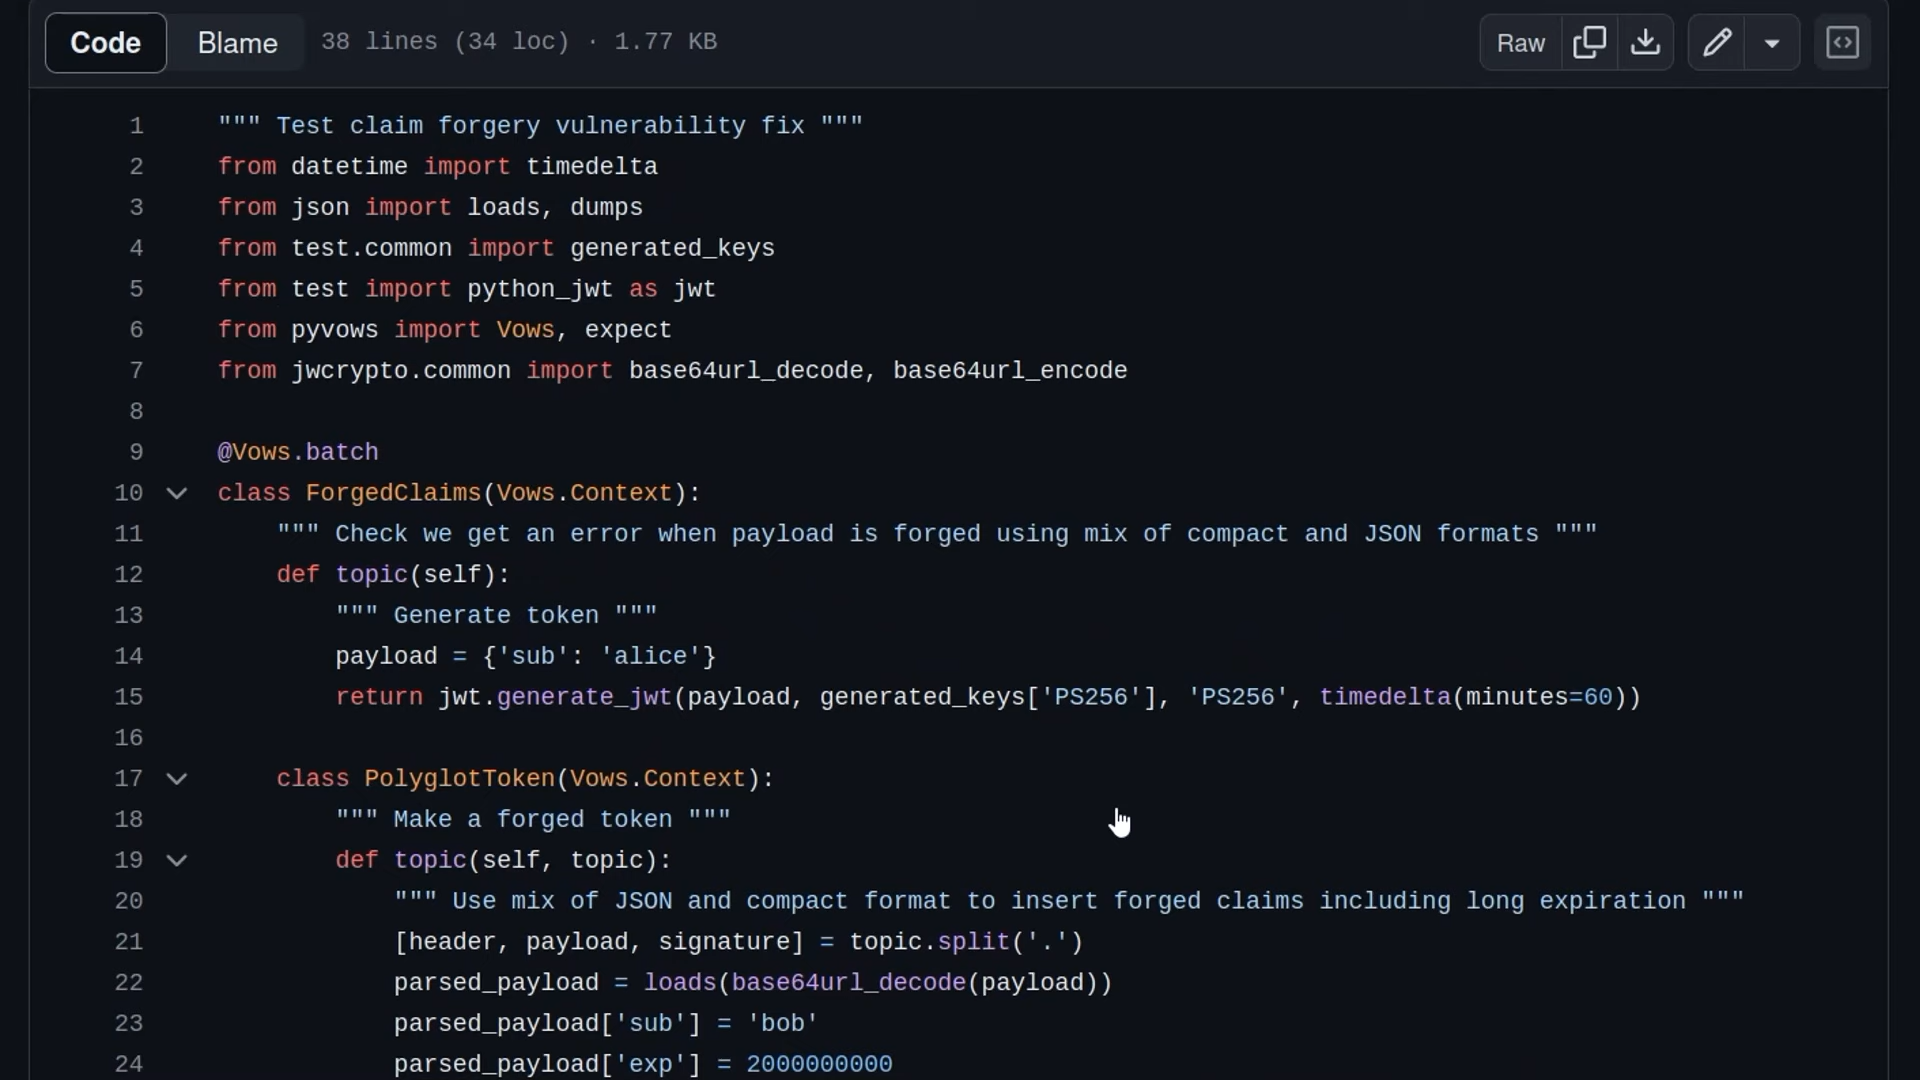 Code Blame 38 lines (34 loc) · 1.77 KB Raw
1 """ Test claim forgery vulnerability fix """
2 from datetime import timedelta
3 from json import loads, dumps
4 from test.common import generated_keys
5 from test import python_jwt as jwt
6 from pyvows import Vows, expect
7 from jwcrypto.common import base64url_decode, base64url_encode
8
9 @Vows.batch
10 class ForgedClaims(Vows.Context):
11 """ Check we get an error when payload is forged using mix of compact and JSON formats """
12 def topic(self):
13 """ Generate token """
14 payload = {'sub': 'alice'}
15 return jwt.generate_jwt(payload, generated_keys['PS256'], 'PS256', timedelta(minutes=60))
16
17 class PolyglotToken(Vows.Context):
18 """ Make a forged token """
19 def topic(self, topic):
20 """ Use mix of JSON and compact format to insert forged claims including long expiration """
21 [header, payload, signature] = topic.split('.')
22 parsed_payload = loads(base64url_decode(payload))
23 parsed_payload['sub'] = 'bob'
24 parsed_payload['exp'] = 2000000000